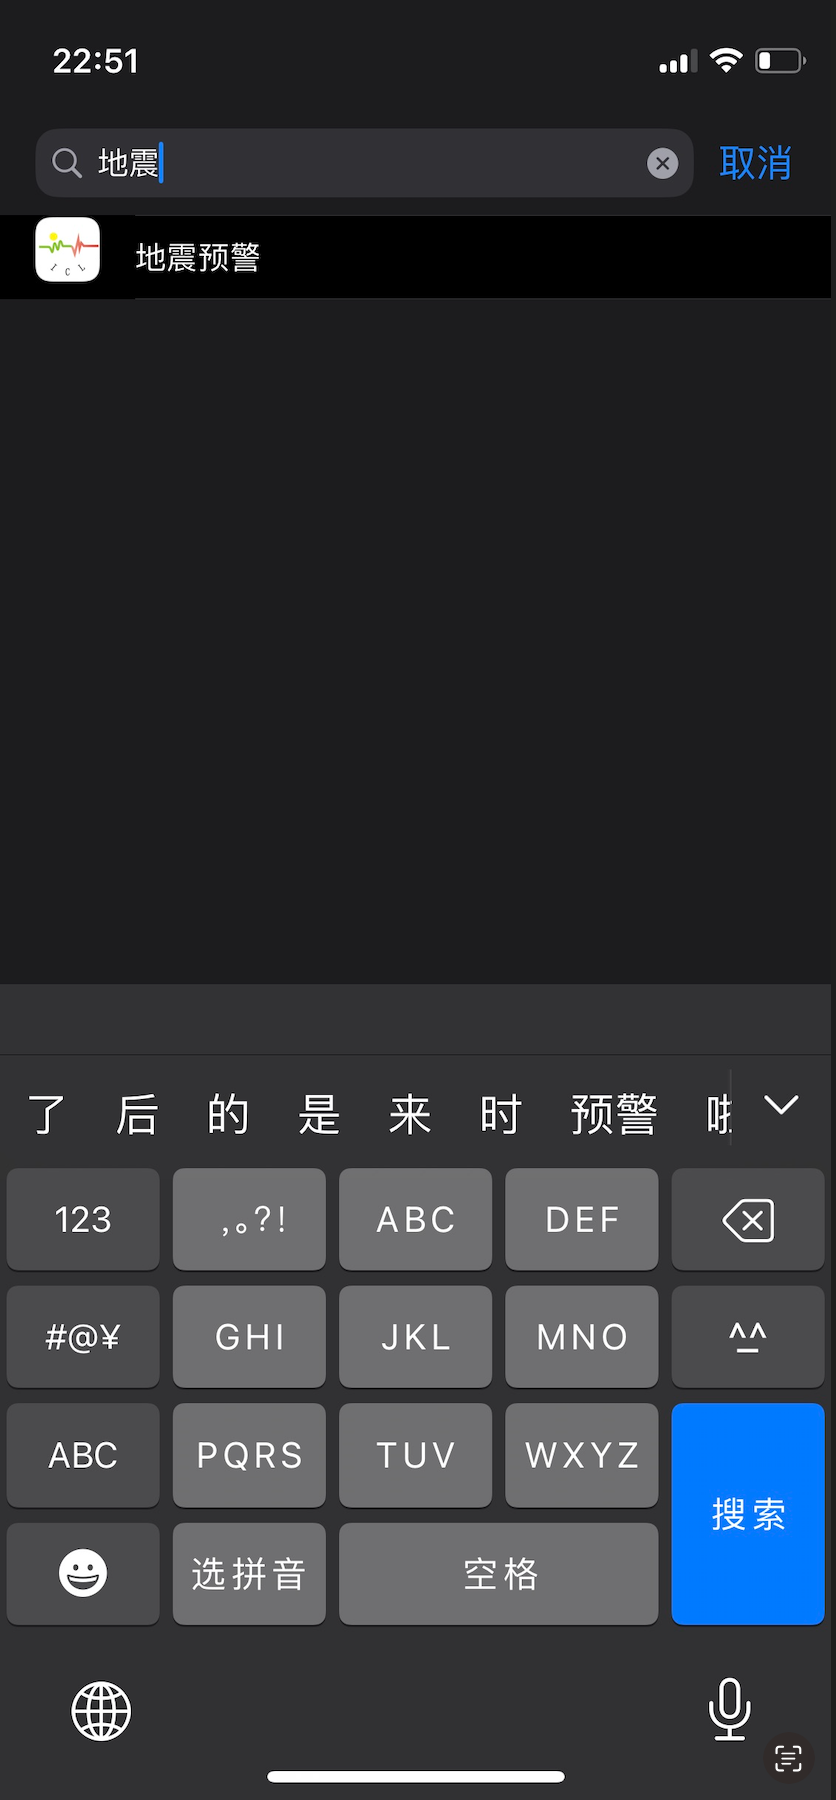 22:51
地震
取消
ICL
地震预警
了 后 的 是 来 时 预警
123 ,。?! ABC DEF
#@¥ GHI JKL MNO ^^
ABC PQRS TUV WXYZ
搜索
选拼音 空格